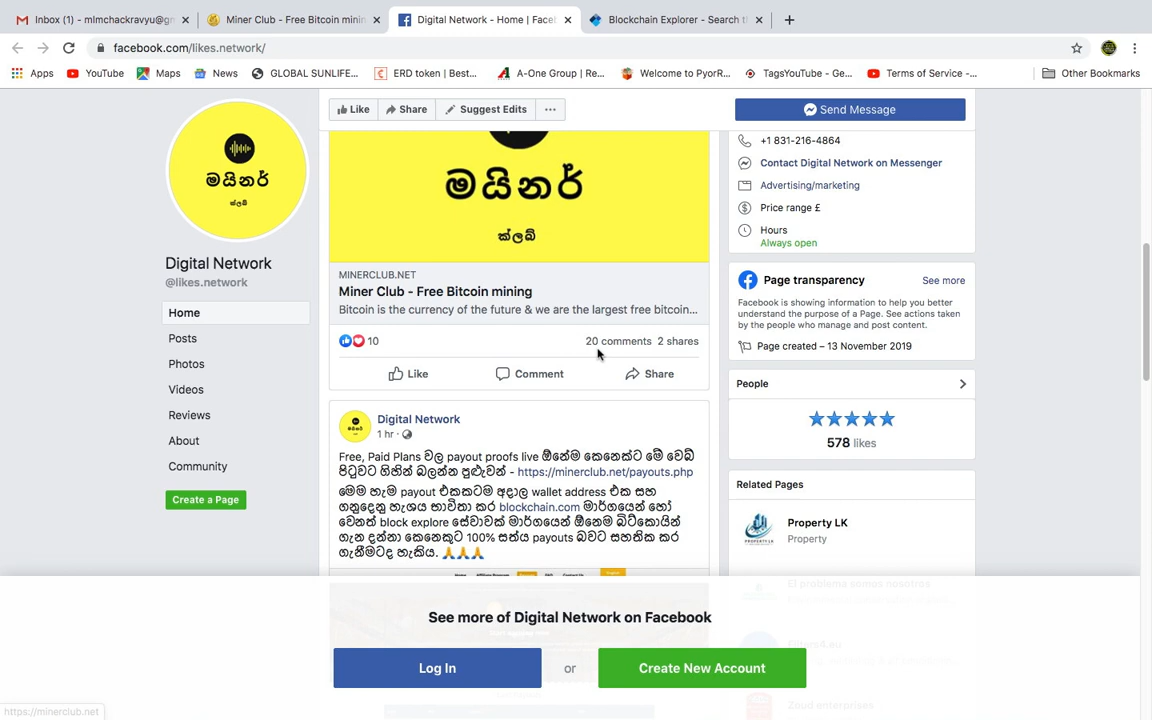 Inbox (1) - mlmchackravyu@gm
Miner Club - Free Bitcoin minin
Digital Network - Home | Face
Blockchain Explorer - Search t
facebook.com/likes.network/
Apps
YouTube
Maps
News
GLOBAL SUNLIFE...
ERD token | Best...
A-One Group | Re...
Welcome to PyorR...
TagsYouTube - Ge...
Terms of Service -...
Other Bookmarks
Like
Share
Suggest Edits
Send Message
මයිනර්
ක්ලබ්
Digital Network
@likes.network
Home
Posts
Photos
Videos
Reviews
About
Community
Create a Page
මයිනර්
ක්ලබ්
MINERCLUB.NET
Miner Club - Free Bitcoin mining
Bitcoin is the currency of the future & we are the largest free bitcoin...
10
20 comments 2 shares
Like
Comment
Share
Digital Network
1 hr
Free, Paid Plans වල payout proofs live ඕනේම කෙනෙක්ට මේ වෙබ්
පිටුවට ගිහින් බලන්න පුළුවන් - https://minerclub.net/payouts.php
මෙම හැම payout එකකටම අදාල wallet address එක සහ
ගනුදෙනු හැශය භාවිතා කර blockchain.com මාර්ගයෙන් හෝ
වෙනත් block explore සේවාවක් මාර්ගයෙන් ඕනෙම බිට්කොයින්
ගැන දන්නා කෙනෙකුට 100% සත්ය payouts බවට සහතික කර
ගැනීමටද හැකිය. 🙏🙏🙏
+1 831-216-4864
Contact Digital Network on Messenger
Advertising/marketing
Price range £
Hours
Always open
Page transparency
See more
Facebook is showing information to help you better
understand the purpose of a Page. See actions taken
by the people who manage and post content.
Page created – 13 November 2019
People
578 likes
Related Pages
Property LK
Property
El problema somos nosotros
Filtros4.eu
Zoud enterprises
See more of Digital Network on Facebook
Log In
or
Create New Account
https://minerclub.net